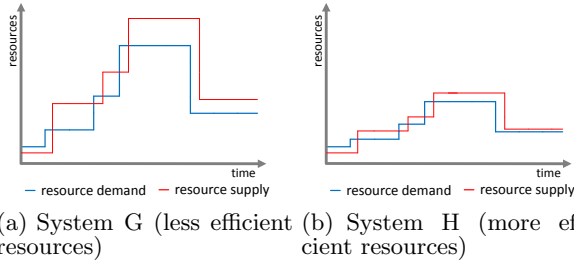 resources
time
resource demand resource supply
(a) System G (less efficient
resources)
resources
time
resource demand resource supply
(b) System H (more effi
cient resources)